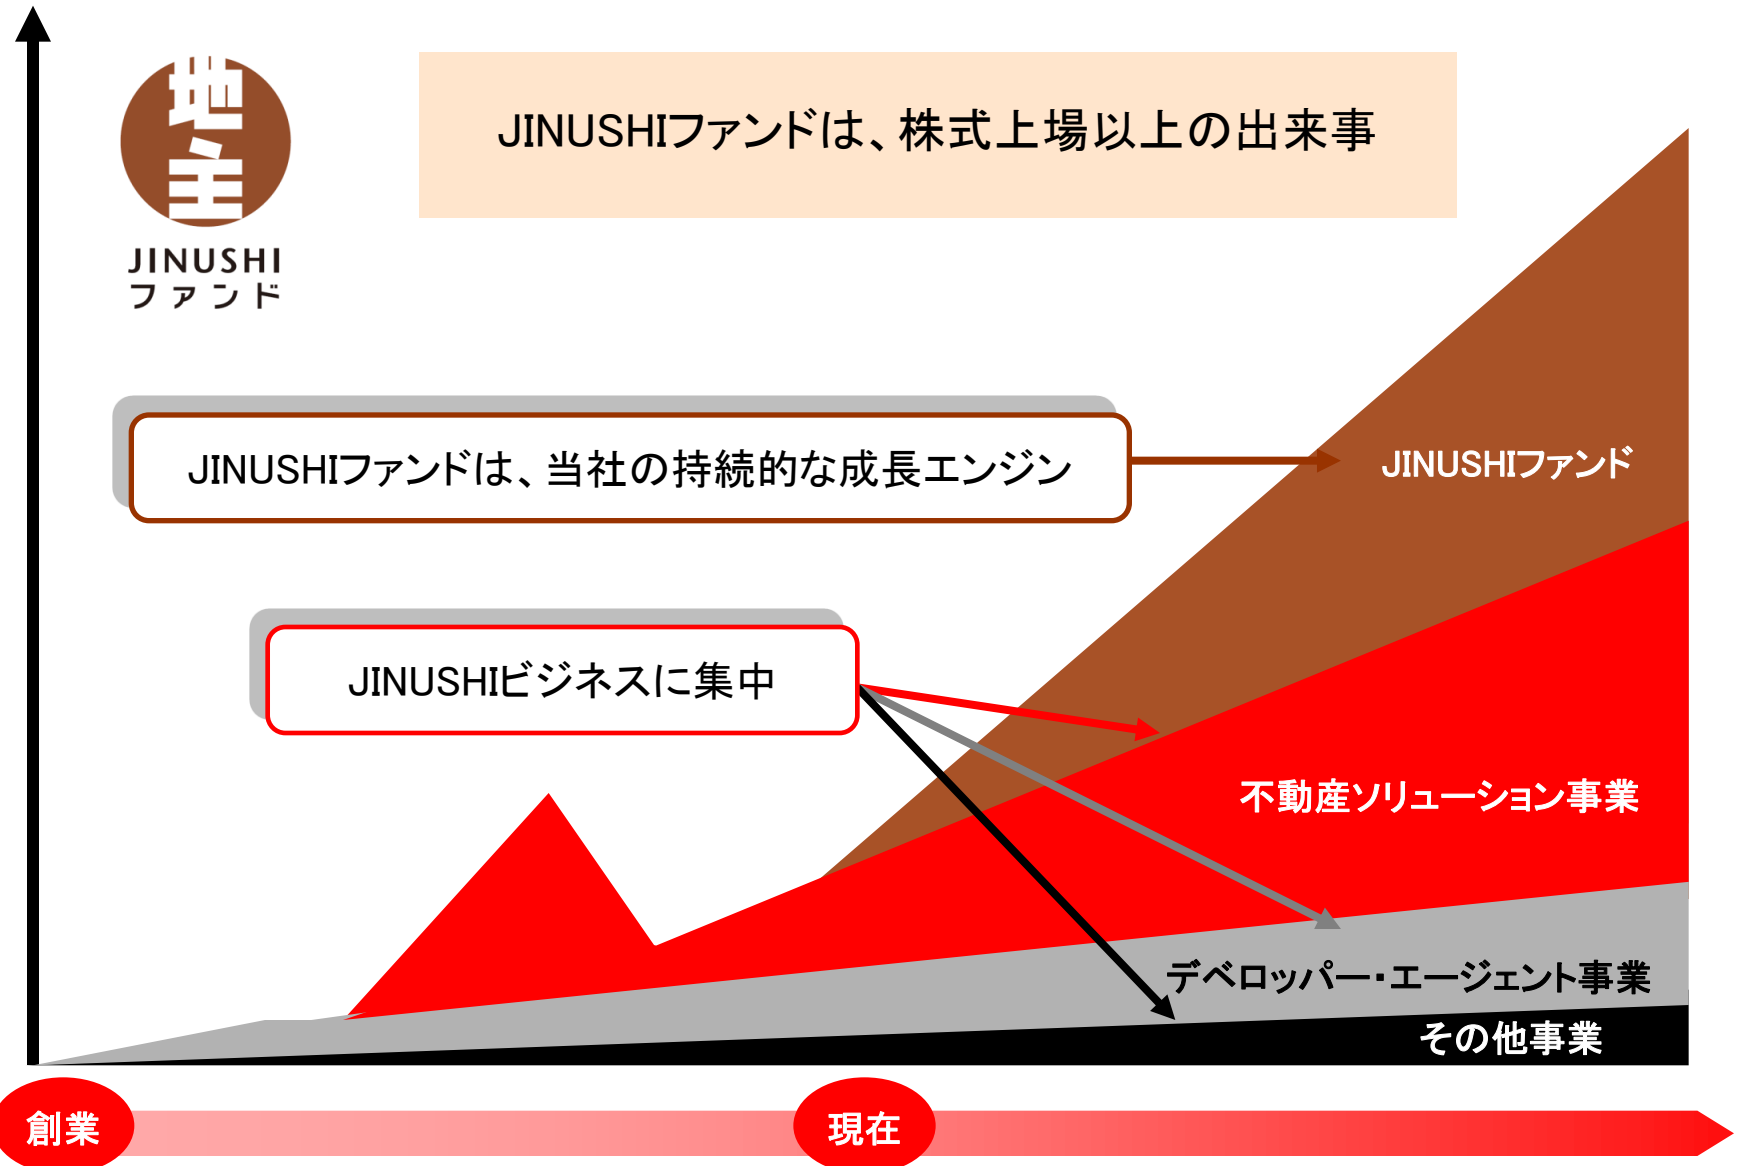 地主
JINUSHI
ファンド
JINUSHIファンドは、株式上場以上の出来事
JINUSHIファンドは、当社の持続的な成長エンジン
JINUSHIファンド
JINUSHIビジネスに集中
不動産ソリューション事業
デベロッパー・エージェント事業
その他事業
創業
現在